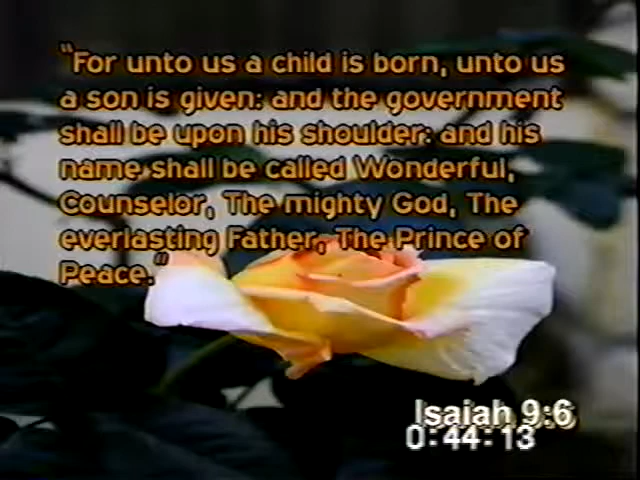 "For unto us a child is born, unto us
a son is given: and the government
shall be upon his shoulder: and his
name shall be called Wonderful,
Counselor, The mighty God, The
everlasting Father, The Prince of
Peace."
Isaiah 9:6
0:44:13